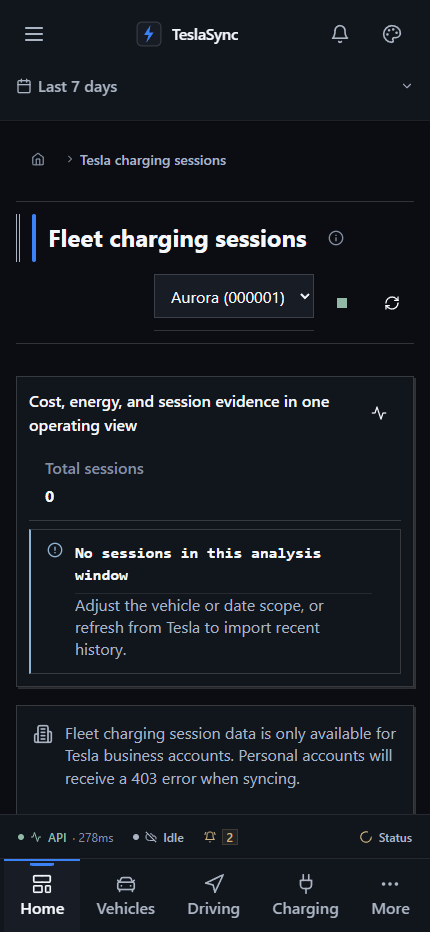 TeslaSync
Last 7 days
Tesla charging sessions
Fleet charging sessions
Aurora (000001)
Cost, energy, and session evidence in one
operating view
Total sessions
0
No sessions in this analysis
window
Adjust the vehicle or date scope, or
refresh from Tesla to import recent
history.
Fleet charging session data is only available for
Tesla business accounts. Personal accounts will
receive a 403 error when syncing.
API · 278ms Idle 2 Status
Home Vehicles Driving Charging More